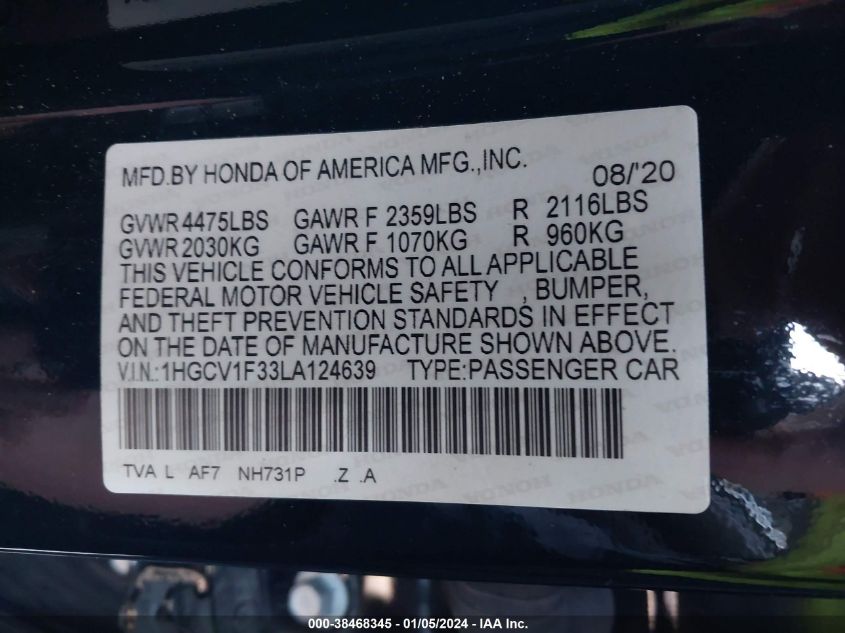 MFD.BY HONDA OF AMERICA MFG.,INC. 08/'20
GVWR 4475LBS GAWR F 2359LBS R 2116LBS
GVWR 2030KG GAWR F 1070KG R 960KG
THIS VEHICLE CONFORMS TO ALL APPLICABLE
FEDERAL MOTOR VEHICLE SAFETY , BUMPER,
AND THEFT PREVENTION STANDARDS IN EFFECT
ON THE DATE OF MANUFACTURE SHOWN ABOVE.
V.I.N.:1HGCV1F33LA124639 TYPE:PASSENGER CAR
TVA L AF7 NH731P .Z .A
000-38468345 - 01/05/2024 - IAA Inc.